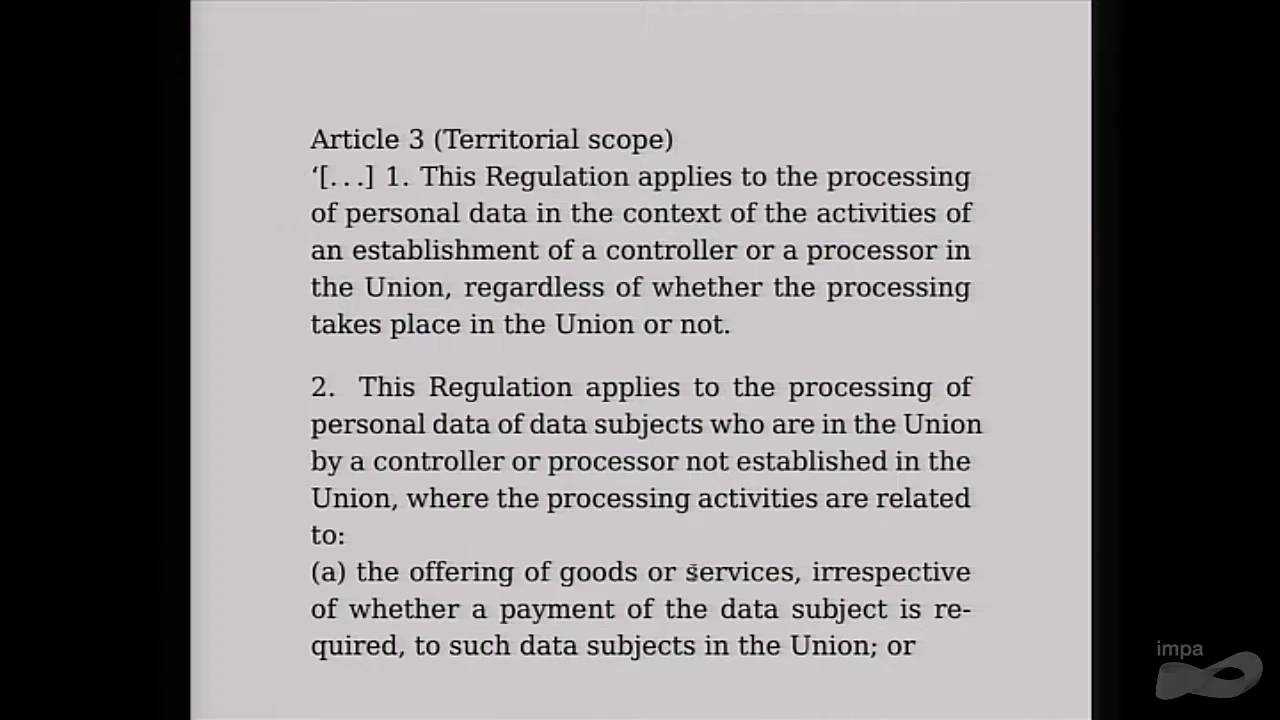 Article 3 (Territorial scope)
‘[. . .] 1. This Regulation applies to the processing
of personal data in the context of the activities of
an establishment of a controller or a processor in
the Union, regardless of whether the processing
takes place in the Union or not.
2. This Regulation applies to the processing of
personal data of data subjects who are in the Union
by a controller or processor not established in the
Union, where the processing activities are related
to:
(a) the offering of goods or services, irrespective
of whether a payment of the data subject is re-
quired, to such data subjects in the Union; or
impa